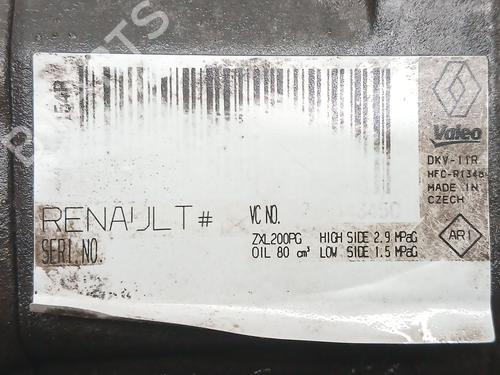 Valeo
DKV-11R
HFC-R134a
MADE IN
CZECH
RENAULT#
VC NO.
SERI.NO.
ZXL200PG HIGH SIDE 2.9 MPaG
OIL 80 cm³ LOW SIDE 1.5 MPaG
AR1